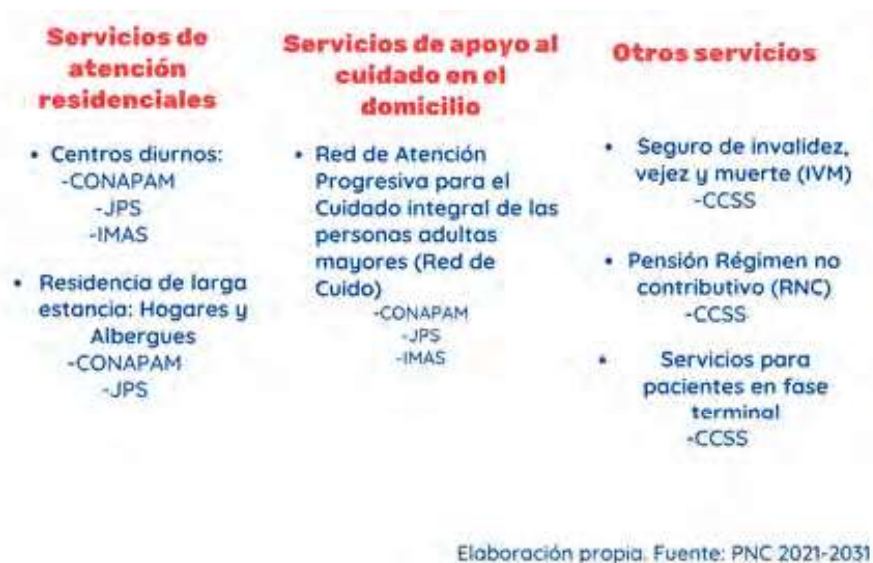 Servicios de
atención
residenciales
• Centros diurnos:
-CONAPAM
-JPS
-IMAS
• Residencia de larga
estancia: Hogares y
Albergues
-CONAPAM
-JPS
Servicios de apoyo al
cuidado en el
domicilio
• Red de Atención
Progresiva para el
Cuidado integral de las
personas adultas
mayores (Red de
Cuido)
-CONAPAM
-JPS
-IMAS
Otros servicios
• Seguro de invalidez,
vejez y muerte (IVM)
-CCSS
• Pensión Régimen no
contributivo (RNC)
-CCSS
• Servicios para
pacientes en fase
terminal
-CCSS
Elaboración propia. Fuente: PNC 2021-2031